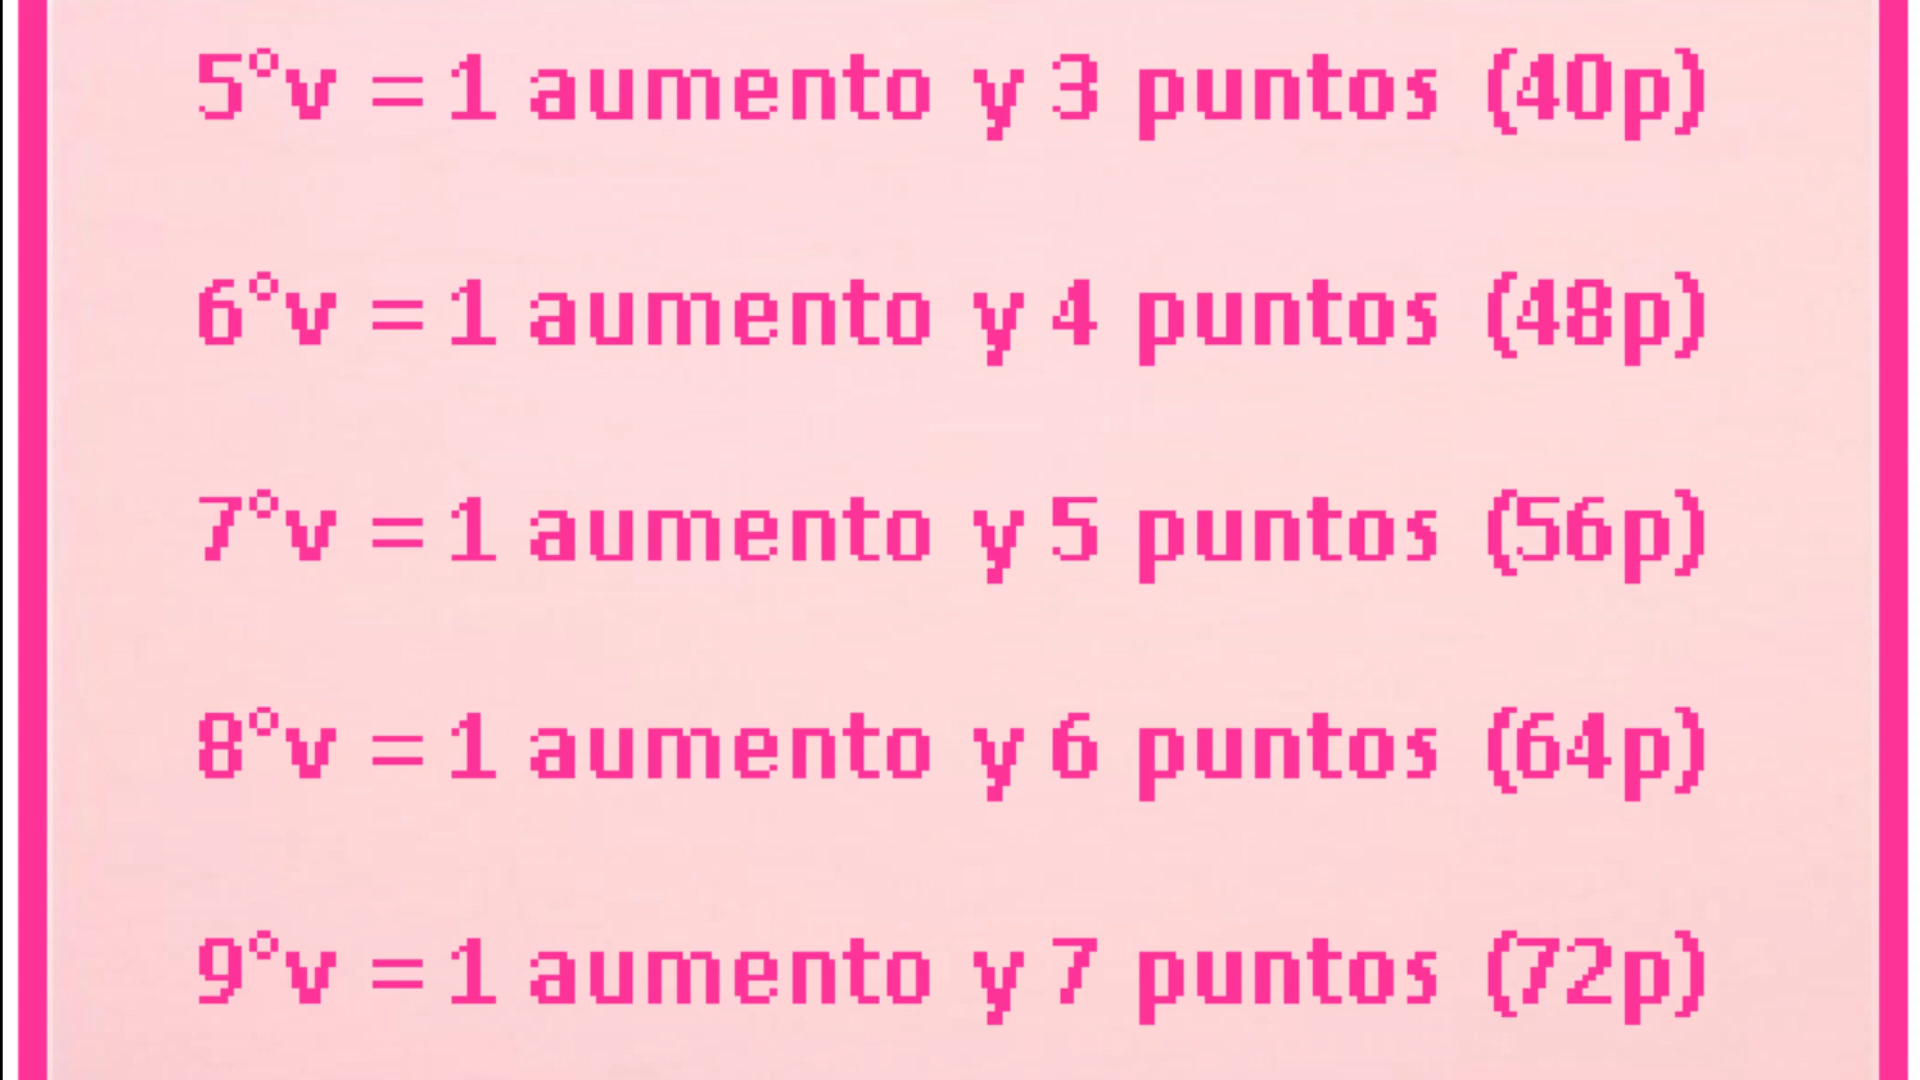 5°v = 1 aumento y 3 puntos (40p)
6°v = 1 aumento y 4 puntos (48p)
7°v = 1 aumento y 5 puntos (56p)
8°v = 1 aumento y 6 puntos (64p)
9°v = 1 aumento y 7 puntos (72p)